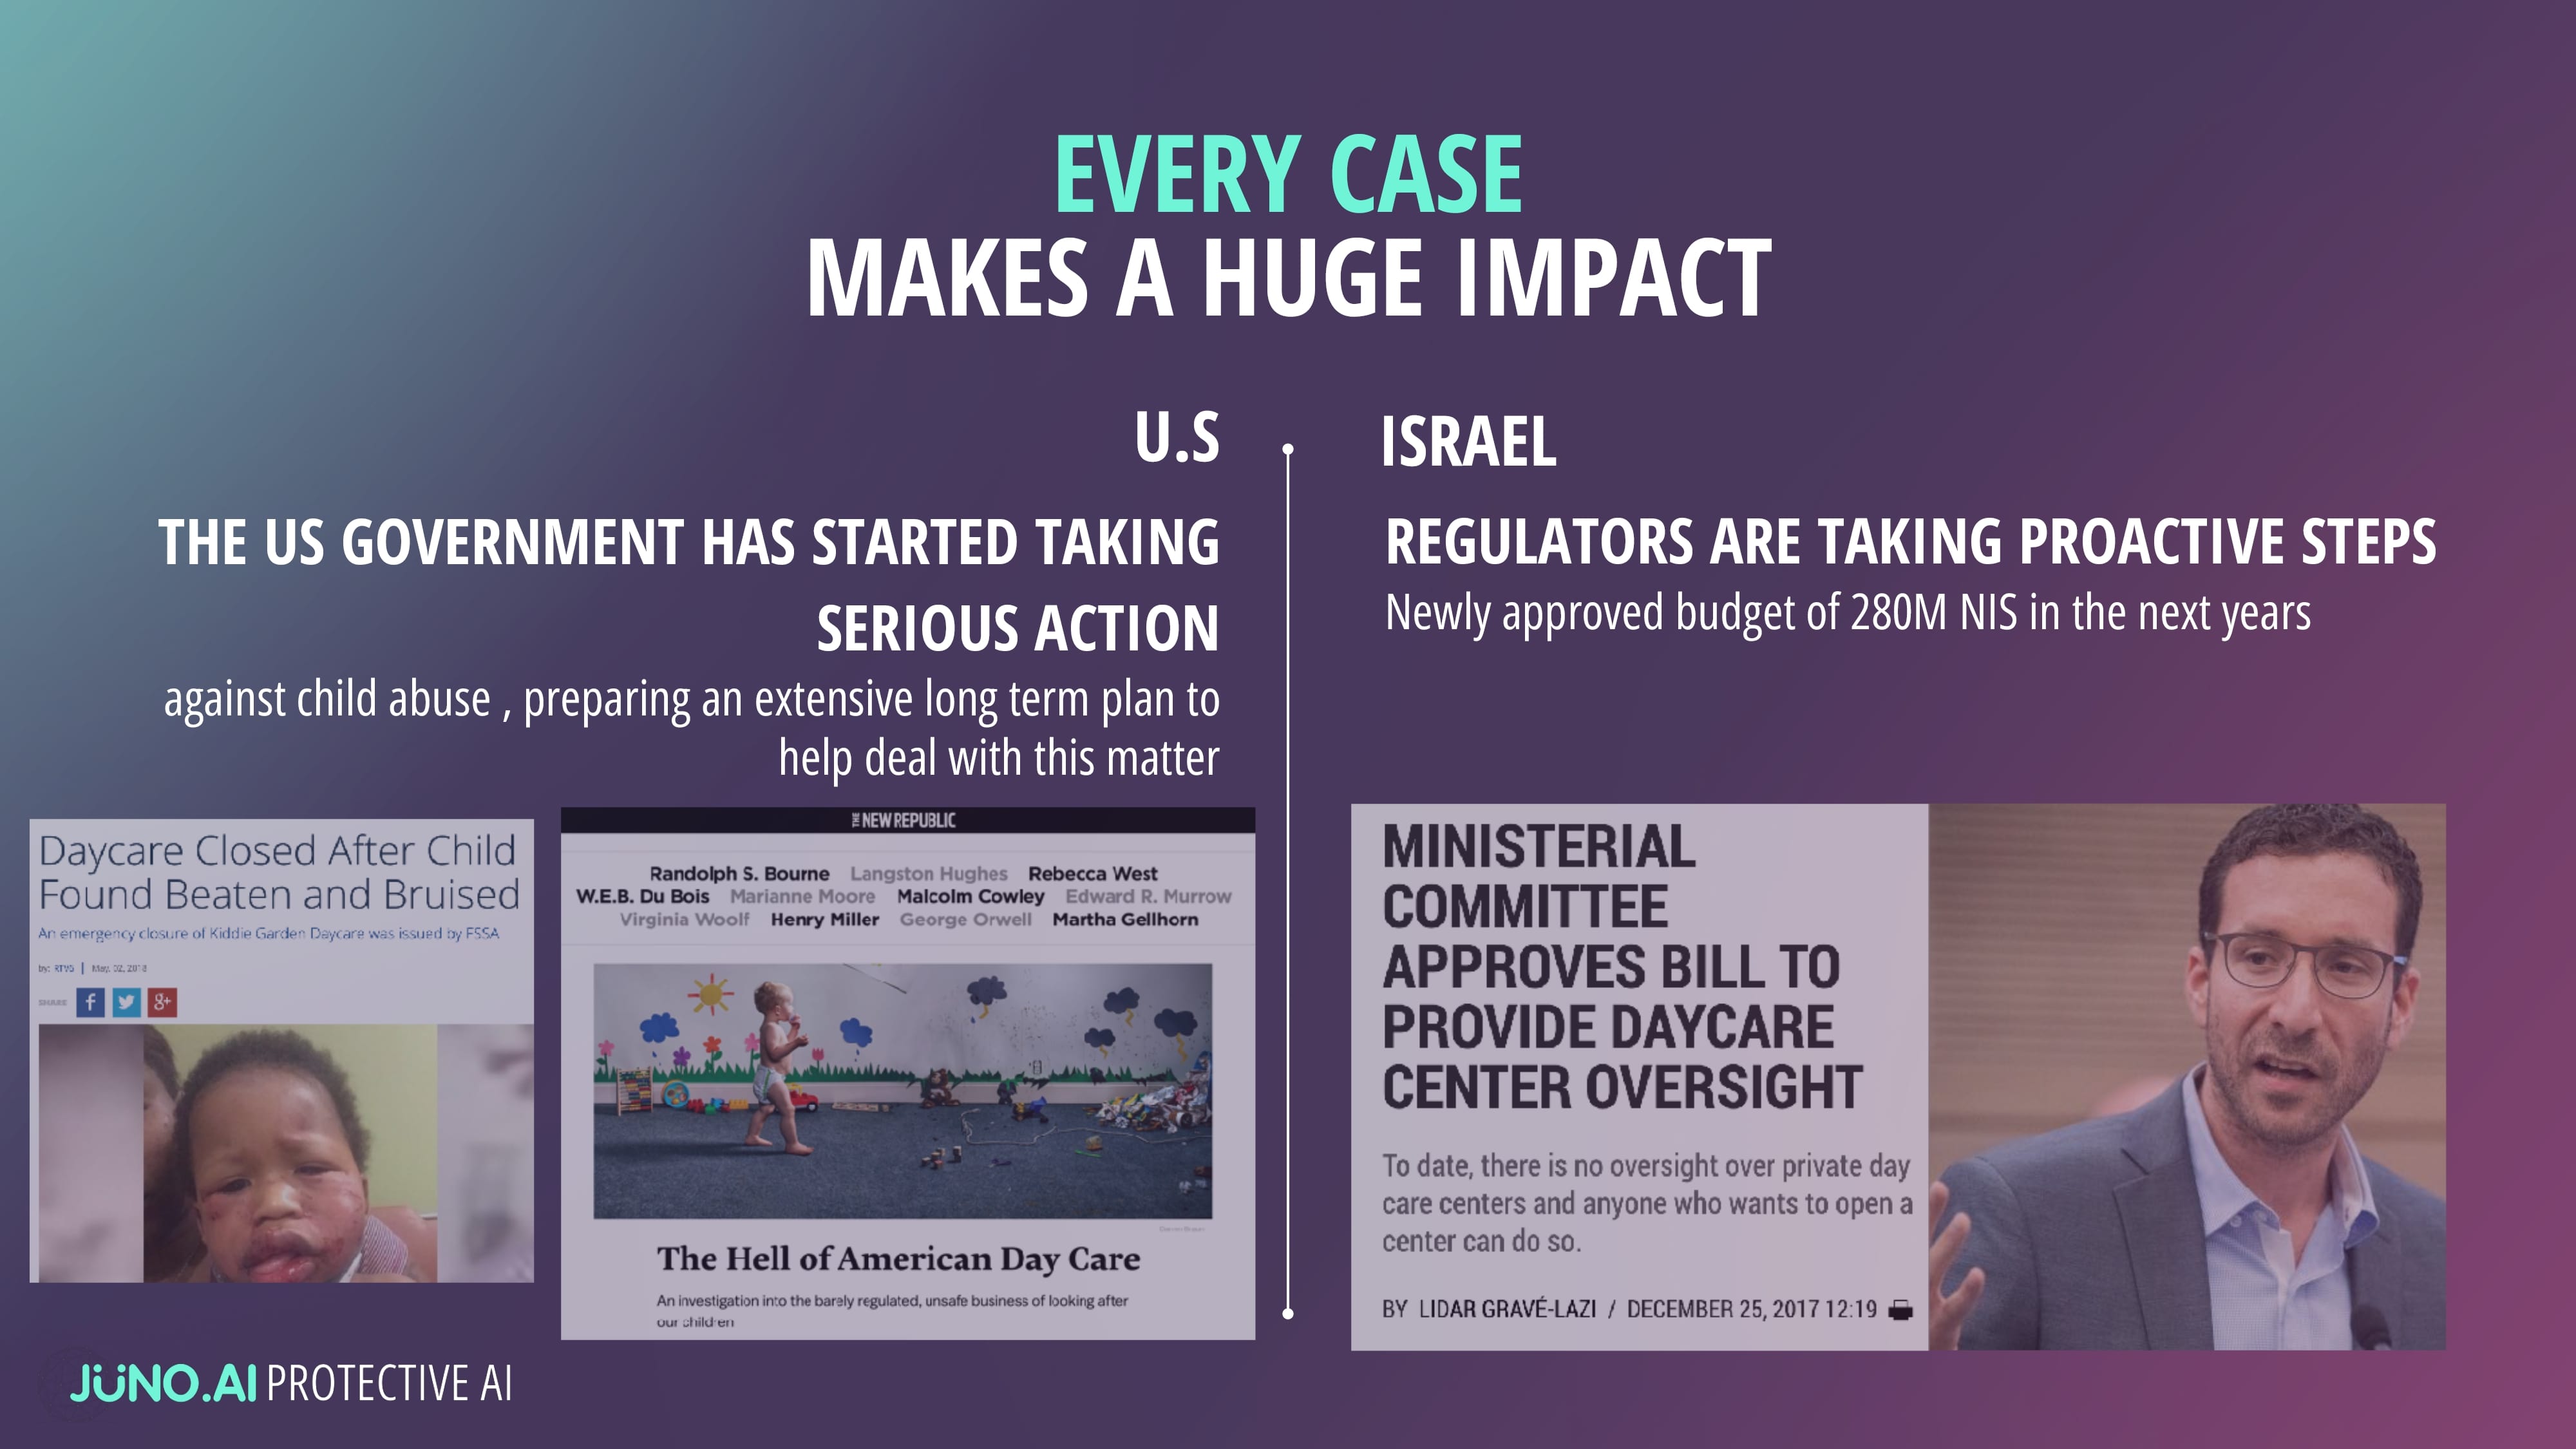 EVERY CASE
MAKES A HUGE IMPACT
U.S
THE US GOVERNMENT HAS STARTED TAKING
SERIOUS ACTION
against child abuse , preparing an extensive long term plan to
help deal with this matter
Daycare Closed After Child
Found Beaten and Bruised
An emergency closure of Kiddie Garden Daycare was issued by FSSA
by: RTV6 | May, 02, 2018
SHARE f g+
THE NEW REPUBLIC
Randolph S. Bourne Langston Hughes Rebecca West
W.E.B. Du Bois Marianne Moore Malcolm Cowley Edward R. Murrow
Virginia Woolf Henry Miller George Orwell Martha Gellhorn
The Hell of American Day Care
An investigation into the barely regulated, unsafe business of looking after
our children
ISRAEL
REGULATORS ARE TAKING PROACTIVE STEPS
Newly approved budget of 280M NIS in the next years
MINISTERIAL
COMMITTEE
APPROVES BILL TO
PROVIDE DAYCARE
CENTER OVERSIGHT
To date, there is no oversight over private day
care centers and anyone who wants to open a
center can do so.
BY LIDAR GRAVÉ-LAZI / DECEMBER 25, 2017 12:19
JÜNO.AI PROTECTIVE AI